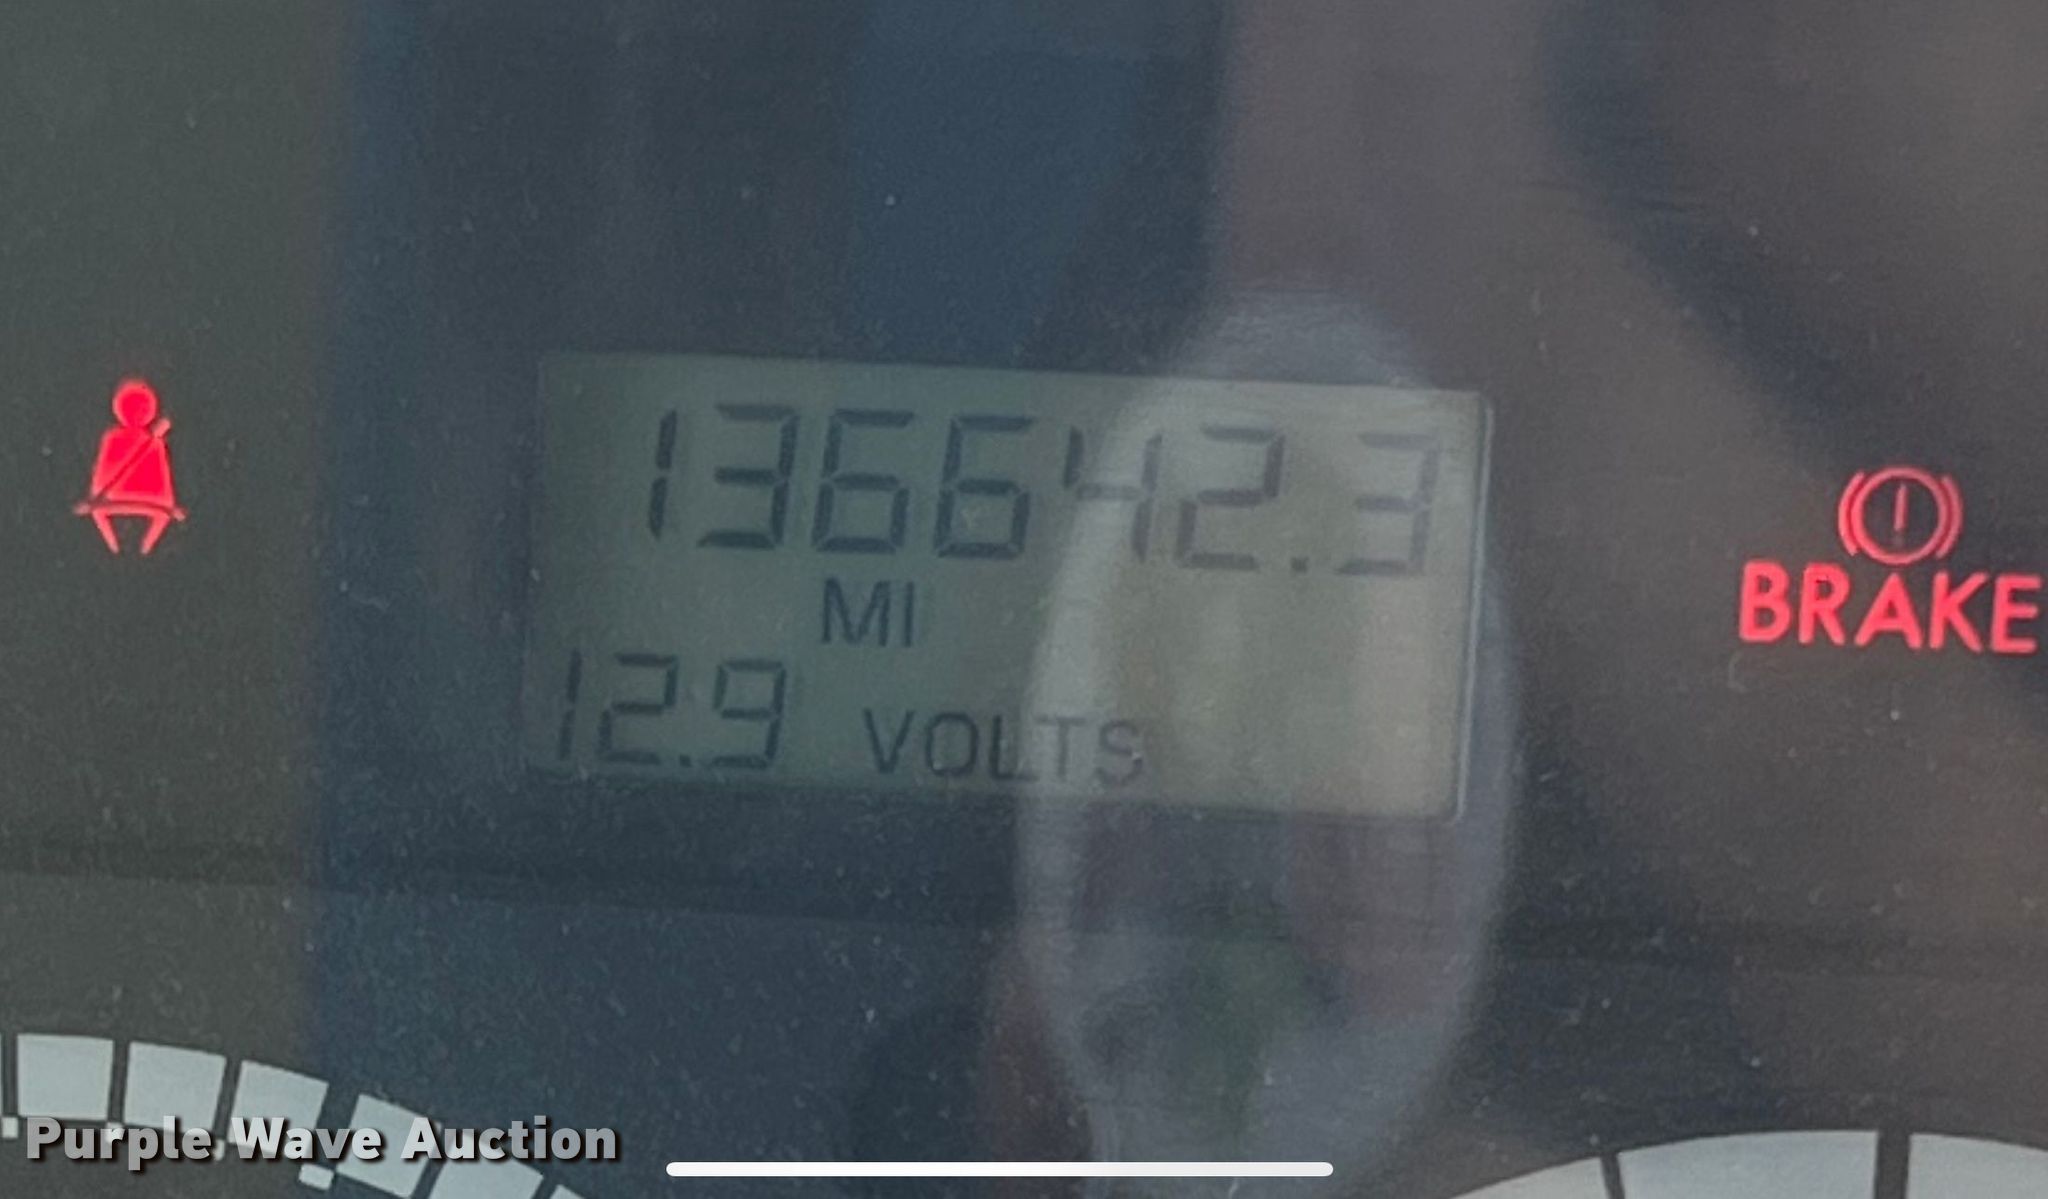 136642.3
MI
12.9 VOLTS
BRAKE
Purple Wave Auction